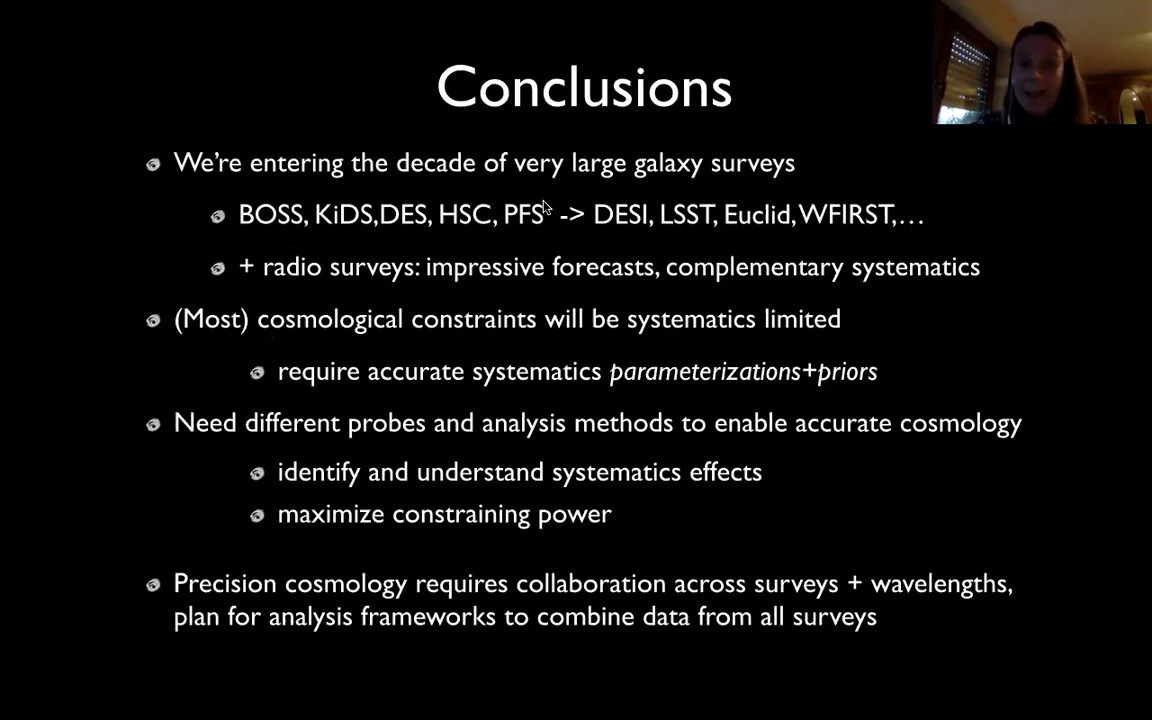 Conclusions
We're entering the decade of very large galaxy surveys
BOSS, KiDS,DES, HSC, PFS -> DESI, LSST, Euclid,WFIRST,…
+ radio surveys: impressive forecasts, complementary systematics
(Most) cosmological constraints will be systematics limited
require accurate systematics parameterizations+priors
Need different probes and analysis methods to enable accurate cosmology
identify and understand systematics effects
maximize constraining power
Precision cosmology requires collaboration across surveys + wavelengths,
plan for analysis frameworks to combine data from all surveys